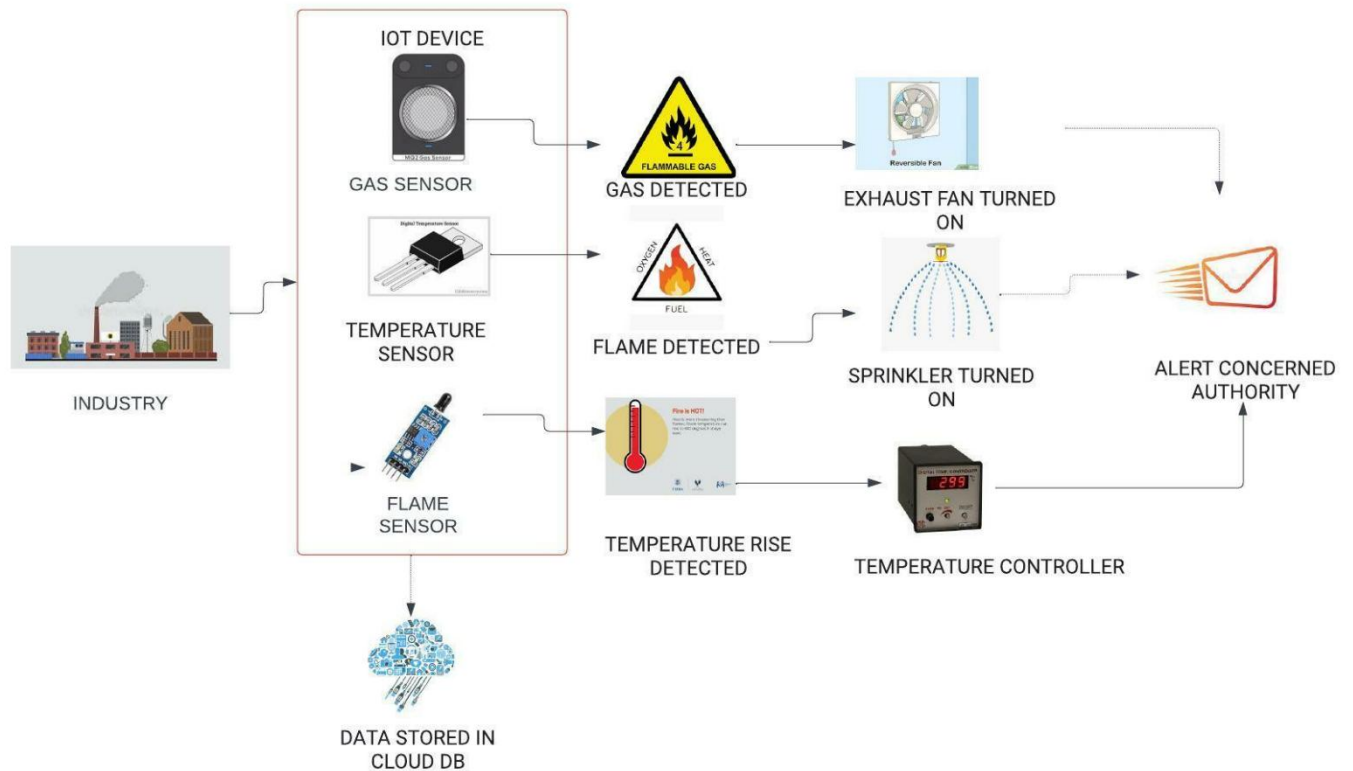 IOT DEVICE
MQ2 Gas Sensor
GAS SENSOR
4
FLAMMABLE GAS
GAS DETECTED
Reversible Fan
EXHAUST FAN TURNED
ON
Digital Temperature Sensor
TEMPERATURE
SENSOR
OXYGEN
HEAT
FUEL
FLAME DETECTED
SPRINKLER TURNED
ON
INDUSTRY
ALERT CONCERNED
AUTHORITY
FLAME
SENSOR
Fire is HOT!
TEMPERATURE RISE
DETECTED
299
TEMPERATURE CONTROLLER
DATA STORED IN
CLOUD DB